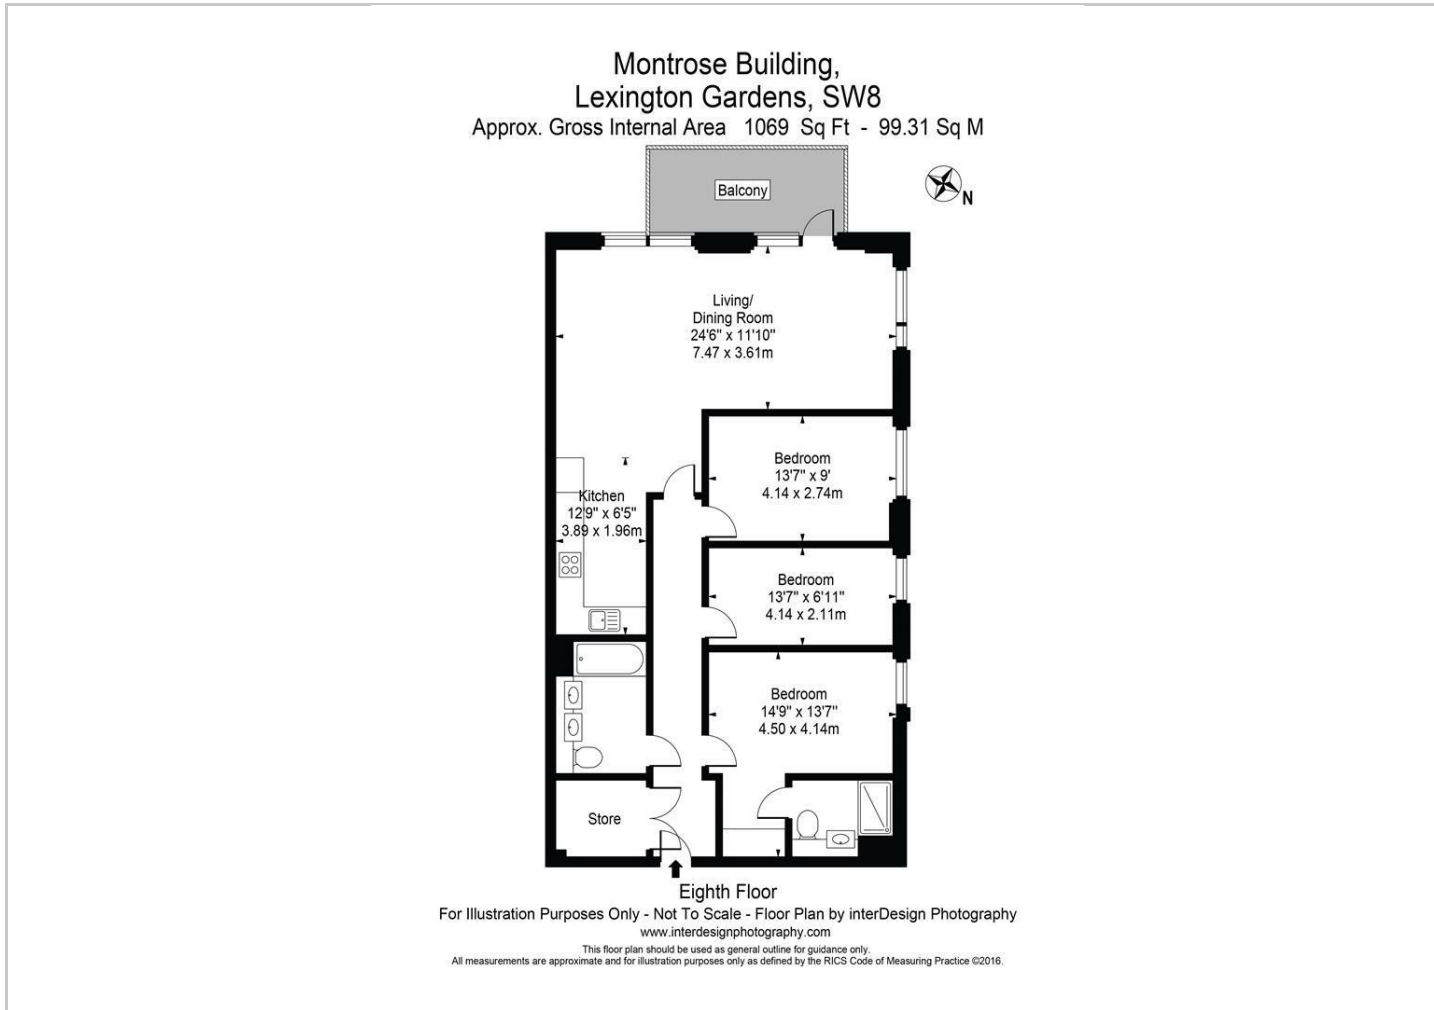 Montrose Building,
Lexington Gardens, SW8
Approx. Gross Internal Area 1069 Sq Ft - 99.31 Sq M
Balcony
N
Living/
Dining Room
24'6" x 11'10"
7.47 x 3.61m
Bedroom
13'7" x 9'
4.14 x 2.74m
Kitchen
12'9" x 6'5"
3.89 x 1.96m
Bedroom
13'7" x 6'11"
4.14 x 2.11m
Bedroom
14'9" x 13'7"
4.50 x 4.14m
Store
Eighth Floor
For Illustration Purposes Only - Not To Scale - Floor Plan by interDesign Photography
www.interdesignphotography.com
This floor plan should be used as general outline for guidance only.
All measurements are approximate and for illustration purposes only as defined by the RICS Code of Measuring Practice ©2016.